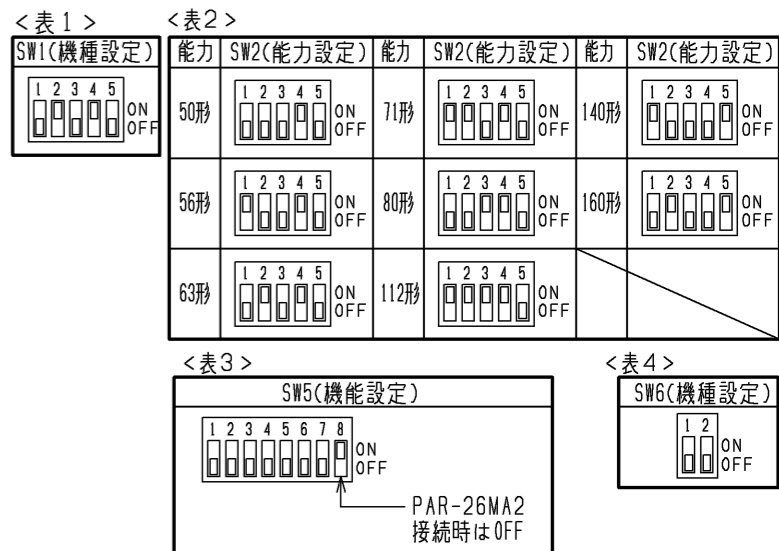 <表1>
SW1(機種設定)
1 2 3 4 5
ON
OFF
<表2>
能力 SW2(能力設定) 能力 SW2(能力設定) 能力 SW2(能力設定)
50形 1 2 3 4 5 ON OFF 71形 1 2 3 4 5 ON OFF 140形 1 2 3 4 5 ON OFF
56形 1 2 3 4 5 ON OFF 80形 1 2 3 4 5 ON OFF 160形 1 2 3 4 5 ON OFF
63形 1 2 3 4 5 ON OFF 112形 1 2 3 4 5 ON OFF
<表3>
SW5(機能設定)
1 2 3 4 5 6 7 8
ON
OFF
PAR-26MA2
接続時はOFF
<表4>
SW6(機種設定)
1 2
ON
OFF